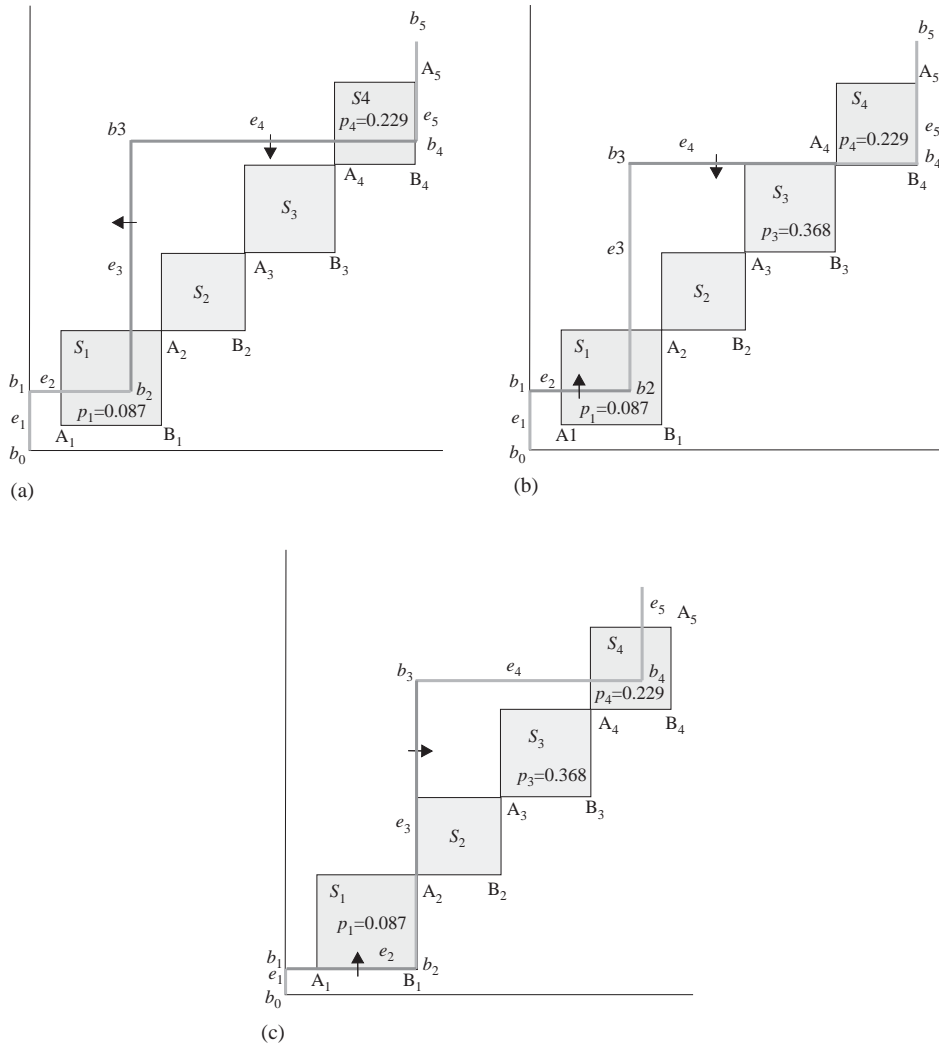 b₅
A₅
S4
p₄=0.229
e₄
e₅
b3
b₄
A₄
B₄
S₃
e₃
A₃
B₃
S₂
S₁
A₂
B₂
b₁
e₂
b₂
p₁=0.087
e₁
A₁
B₁
b₀
(a)
b₅
A₅
S₄
e₅
p₄=0.229
A₄
b₃
e₄
b₄
B₄
S₃
p₃=0.368
e3
A₃
B₃
S₂
S₁
A₂
B₂
b₁
e₂
b2
p₁=0.087
e₁
A1
B₁
b₀
(b)
e₅
A₅
S₄
b₃
e₄
b₄
p₄=0.229
A₄
B₄
S₃
p₃=0.368
e₃
A₃
B₃
S₂
S₁
A₂
B₂
p₁=0.087
b₁
e₂
b₂
e₁
A₁
B₁
b₀
(c)